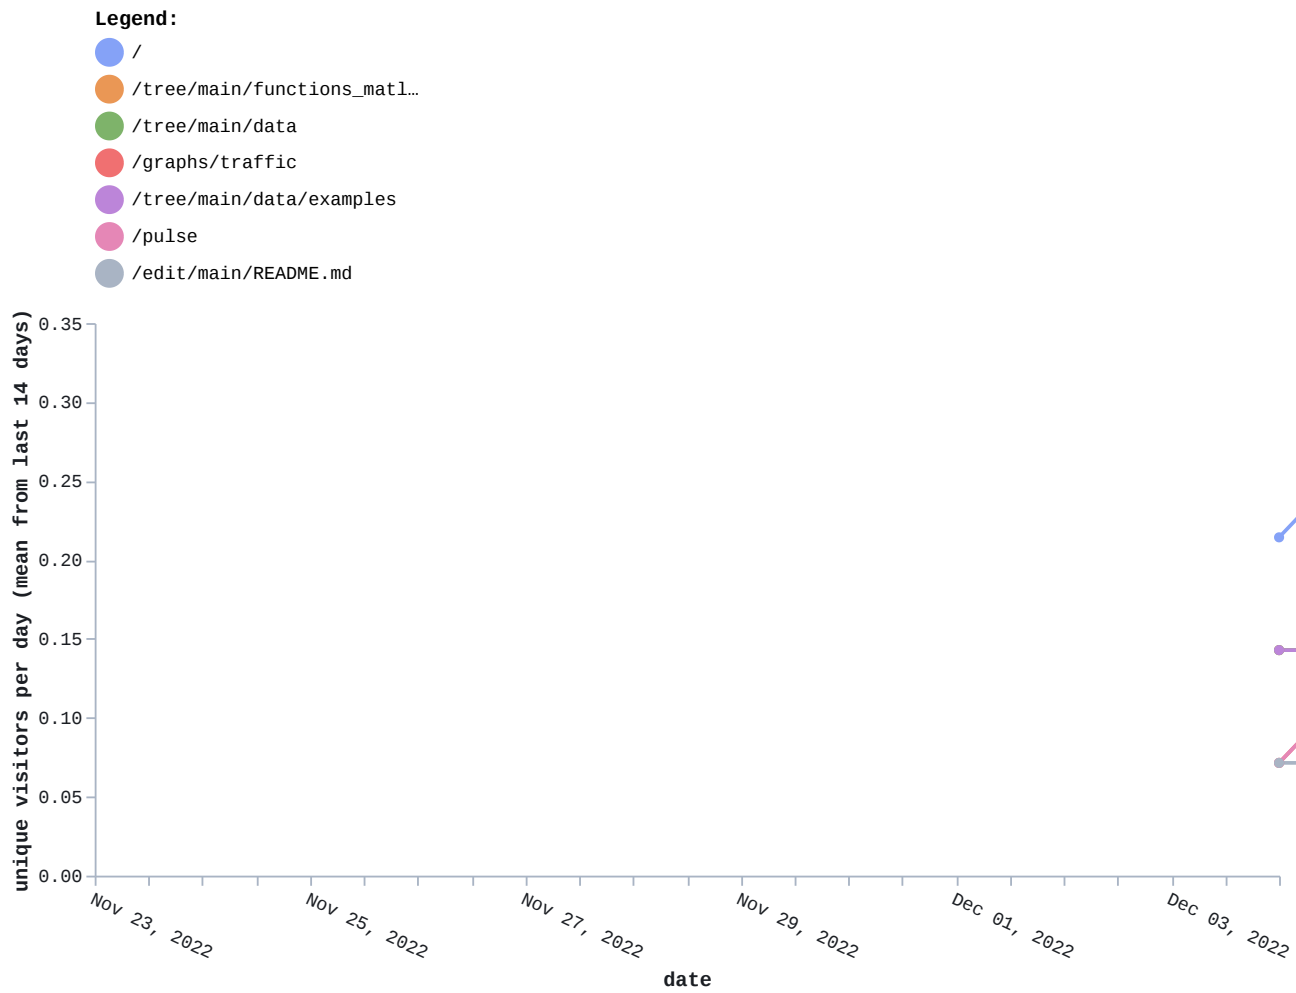 Legend:
/
/tree/main/functions_matl…
/tree/main/data
/graphs/traffic
/tree/main/data/examples
/pulse
/edit/main/README.md
unique visitors per day (mean from last 14 days)
0.35
0.30
0.25
0.20
0.15
0.10
0.05
0.00
Nov 23, 2022
Nov 25, 2022
Nov 27, 2022
Nov 29, 2022
Dec 01, 2022
Dec 03, 2022
date